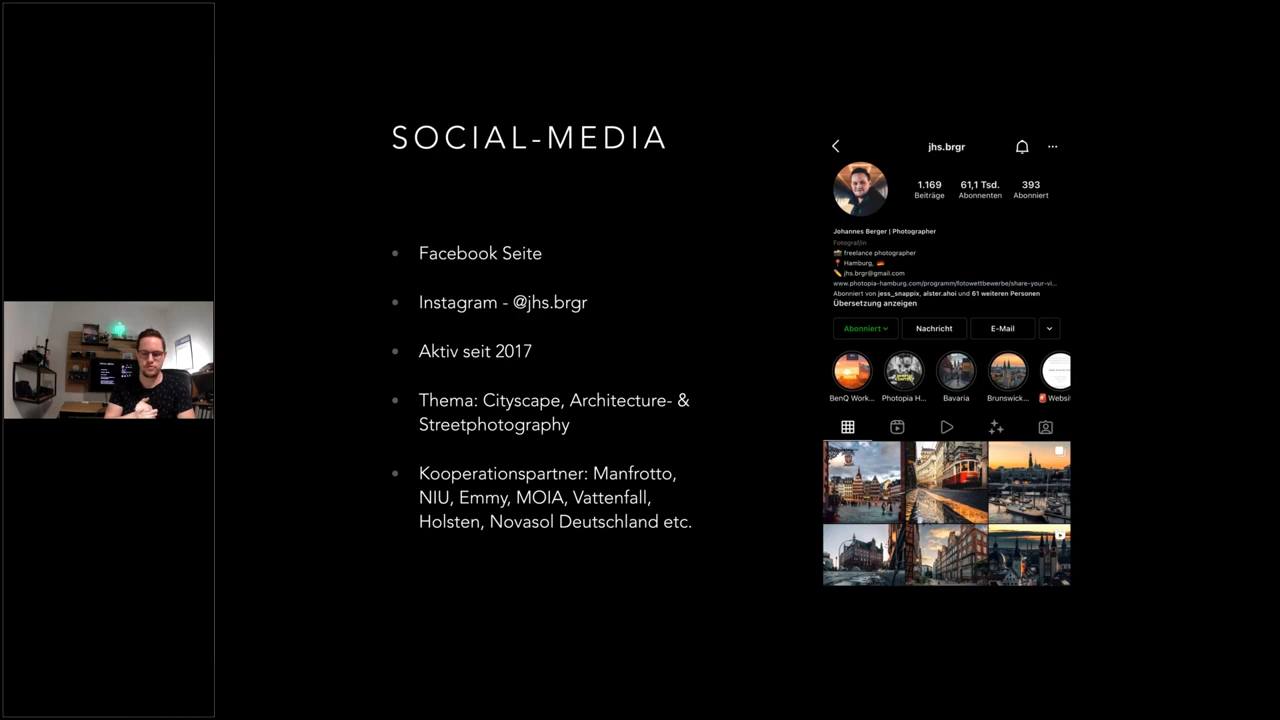 SOCIAL-MEDIA
Facebook Seite
Instagram - @jhs.brgr
Aktiv seit 2017
Thema: Cityscape, Architecture- &
Streetphotography
Kooperationspartner: Manfrotto,
NIU, Emmy, MOIA, Vattenfall,
Holsten, Novasol Deutschland etc.
jhs.brgr
1.169 61,1 Tsd. 393
Beiträge Abonnenten Abonniert
Johannes Berger | Photographer
Fotograf/in
freelance photographer
Hamburg,
jhs.brgr@gmail.com
www.photopia-hamburg.com/programm/fotowettbewerbe/share-your-vi...
Abonniert von jess_snappix, alster.ahoi und 61 weiteren Personen
Übersetzung anzeigen
Abonniert Nachricht E-Mail
BenQ Work... Photopia H... Bavaria Brunswick... Websit